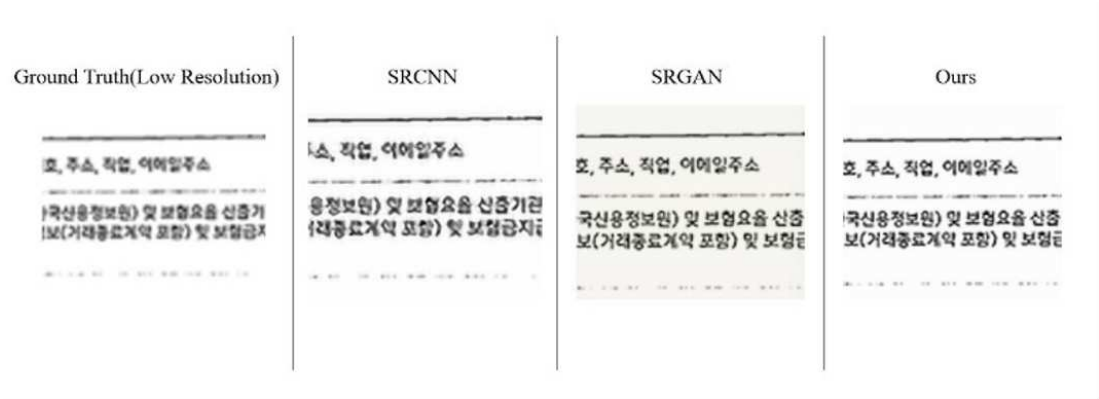 Ground Truth(Low Resolution)
호, 주소, 직업, 이메일주소
국신용정보원) 및 보험요율 산출기
보(거래종료계약 포함) 및 보험금지
SRCNN
소, 직업, 이메일주소
용정보원) 및 보험요율 산출기관
거래종료계약 포함) 및 보험금지급
SRGAN
호, 주소, 직업, 이메일주소
국신용정보원) 및 보험요율 산출
보(거래종료계약 포함) 및 보험금
Ours
호, 주소, 직업, 이메일주소
국신용정보원) 및 보험요율 산출
보(거래종료계약 포함) 및 보험금